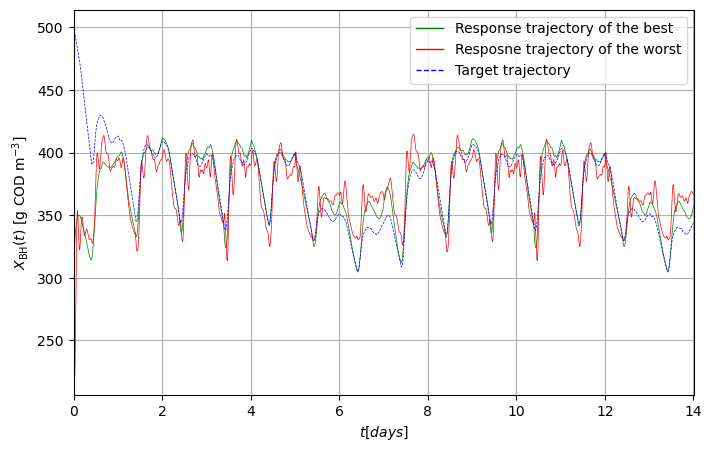 Response trajectory of the best
Resposne trajectory of the worst
Target trajectory
500
450
400
350
300
250
X_BH(t) [g COD m⁻³]
0 2 4 6 8 10 12 14
t[days]